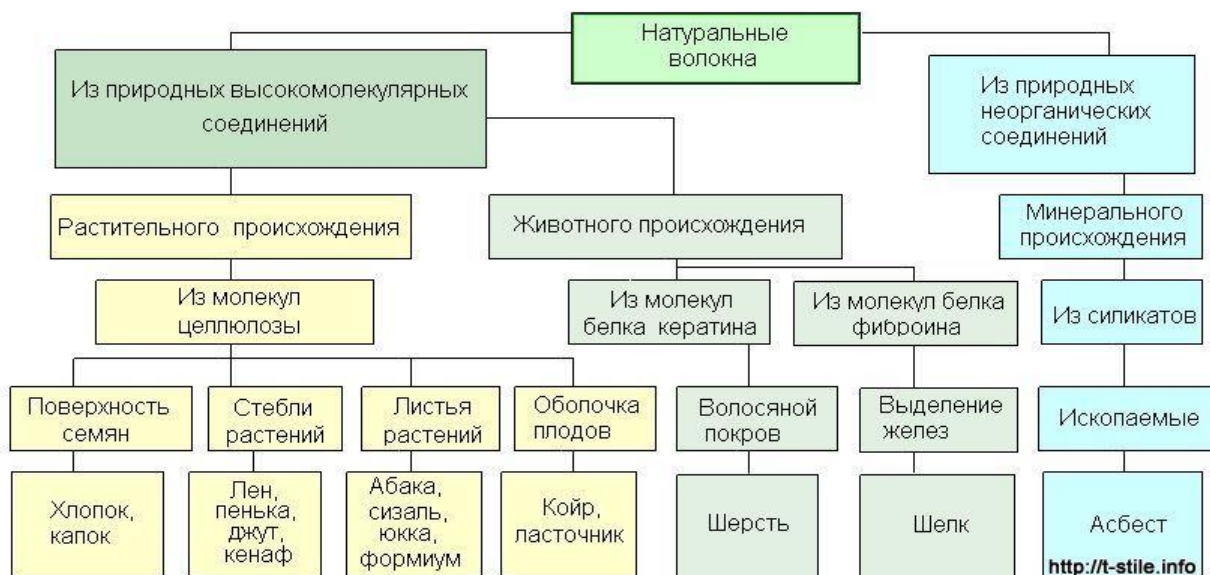 Натуральные
волокна
Из природных высокомолекулярных
соединений
Из природных
неорганических
соединений
Растительного происхождения
Животного происхождения
Минерального
происхождения
Из молекул
целлюлозы
Из молекул
белка кератина
Из молекул белка
фиброина
Из силикатов
Поверхность
семян
Стебли
растений
Листья
растений
Оболочка
плодов
Волосяной
покров
Выделение
желез
Ископаемые
Хлопок,
капок
Лен,
пенька,
джут,
кенаф
Абака,
сизаль,
юкка,
формиум
Койр,
ласточник
Шерсть
Шелк
Асбест
http://t-stile.info